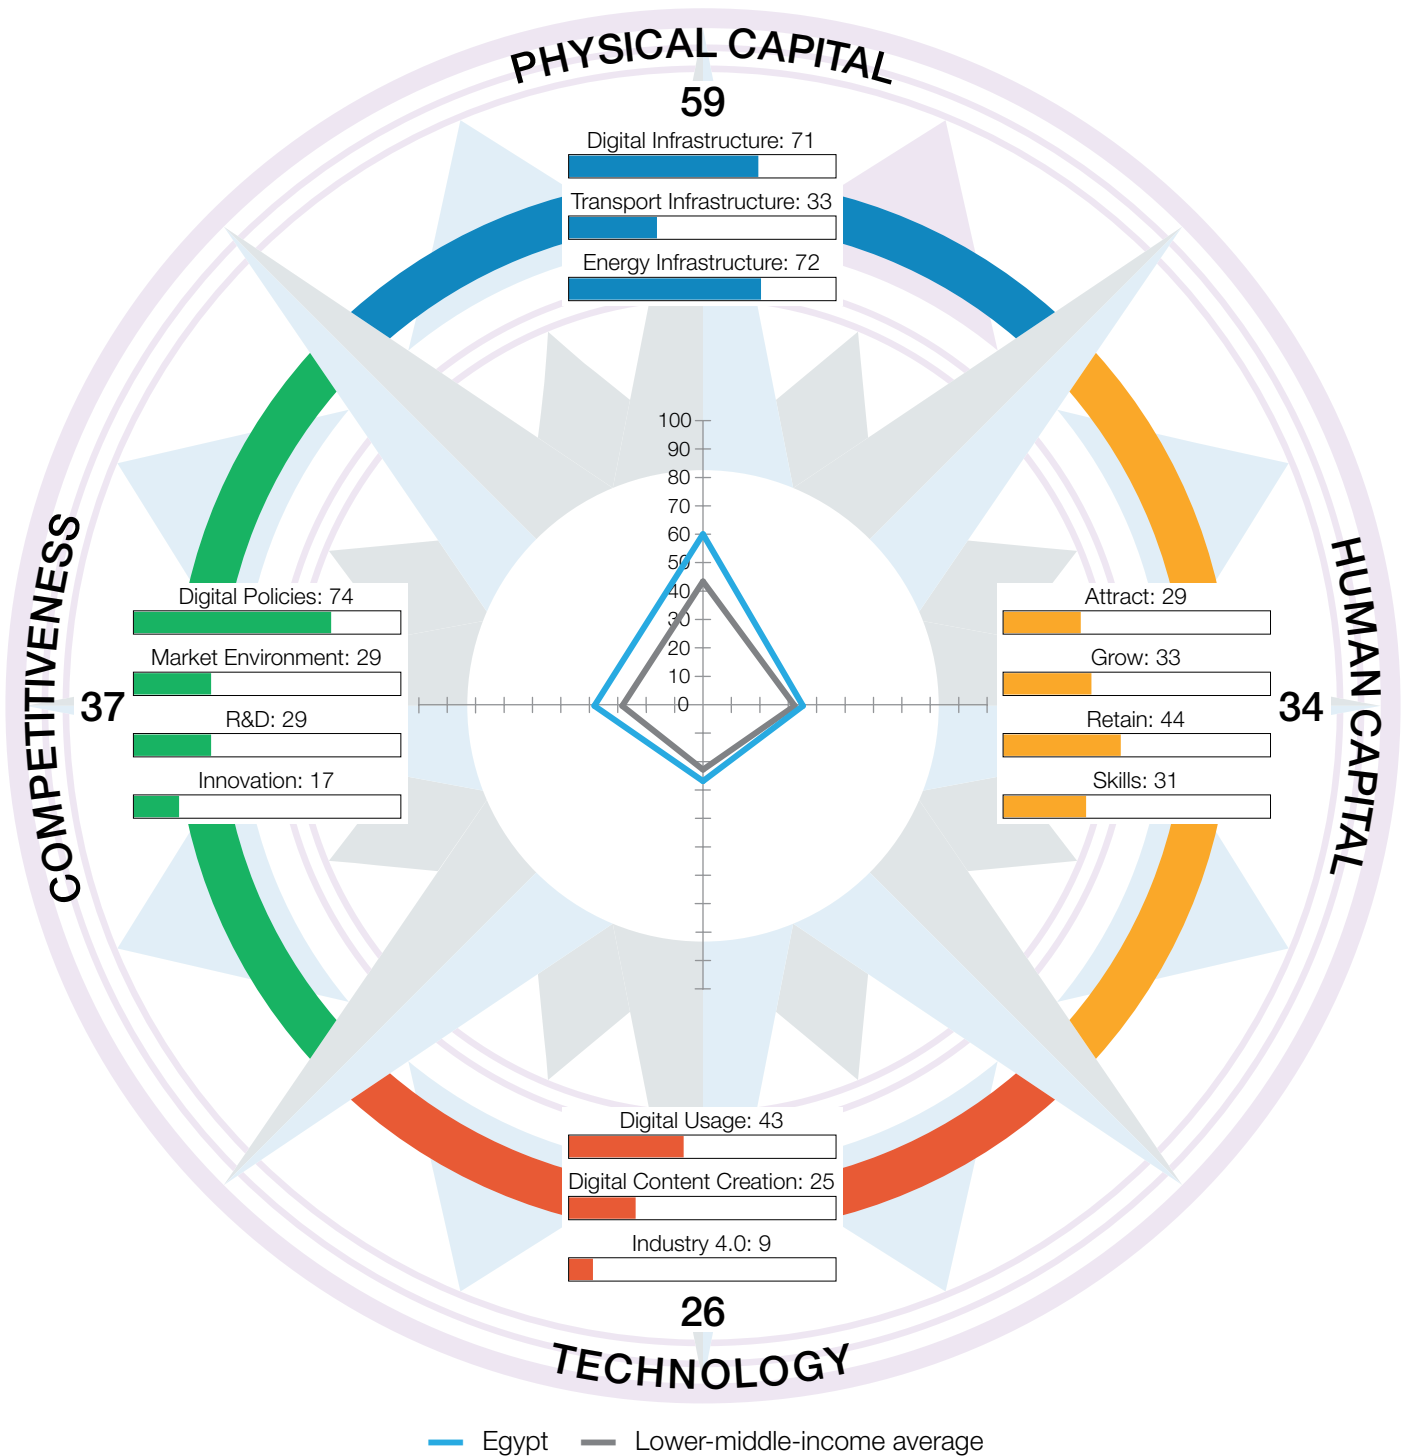 PHYSICAL CAPITAL
59
Digital Infrastructure: 71
Transport Infrastructure: 33
Energy Infrastructure: 72
100
90
80
70
60
50
40
30
20
10
0
COMPETITIVENESS
37
Digital Policies: 74
Market Environment: 29
R&D: 29
Innovation: 17
HUMAN CAPITAL
34
Attract: 29
Grow: 33
Retain: 44
Skills: 31
Digital Usage: 43
Digital Content Creation: 25
Industry 4.0: 9
26
TECHNOLOGY
Egypt
Lower-middle-income average